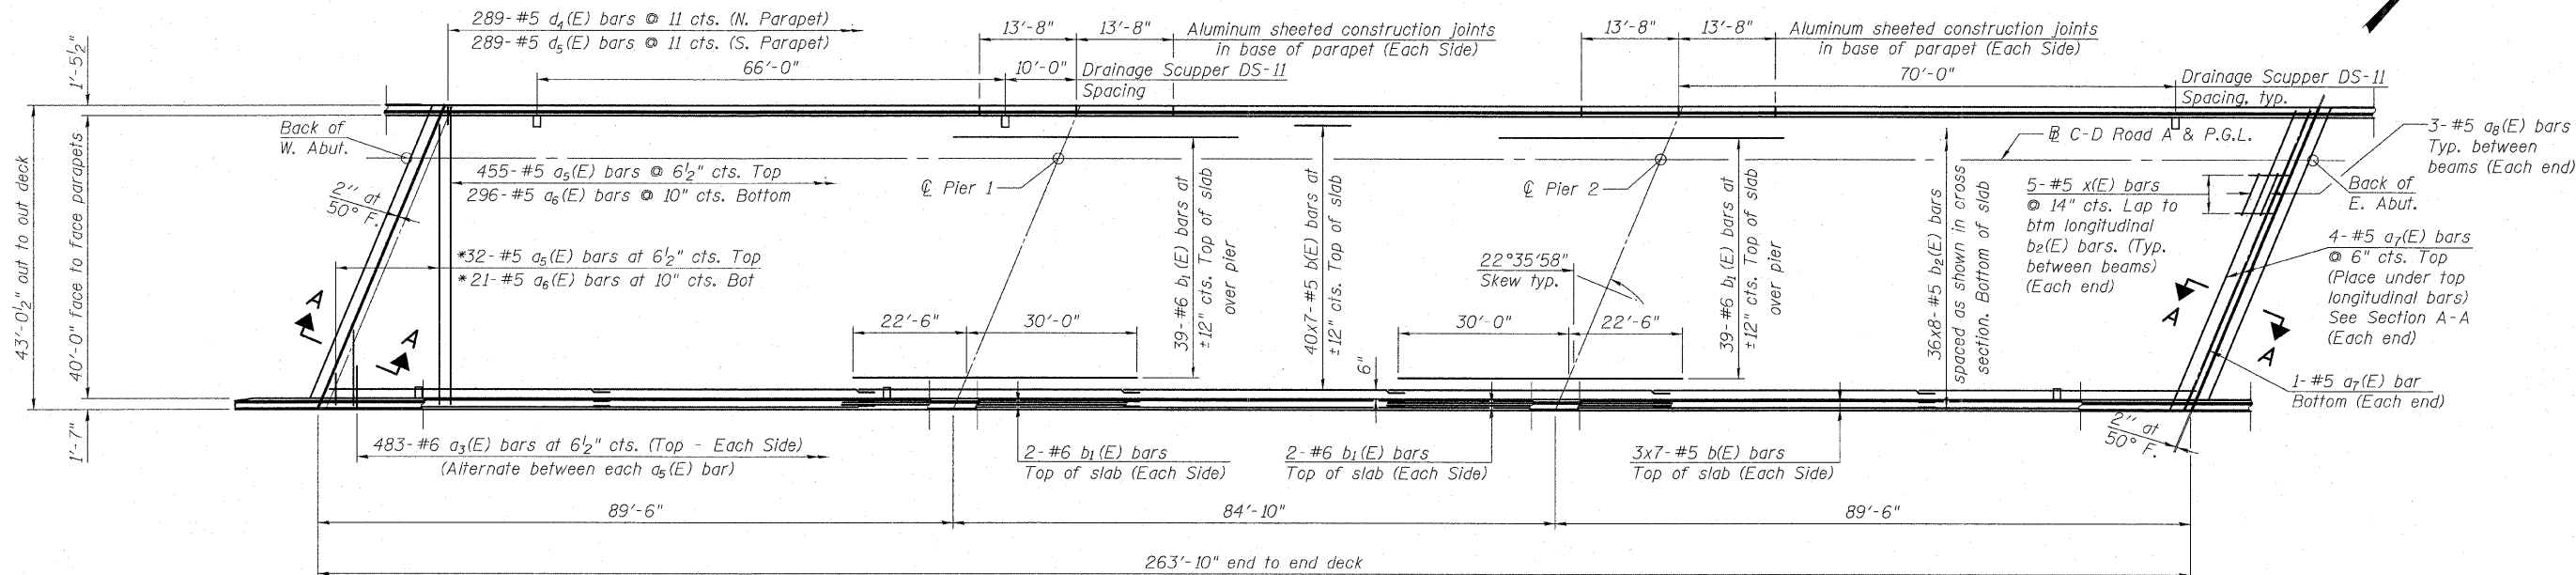 289-#5 d₄(E) bars @ 11 cts. (N. Parapet)
289-#5 d₅(E) bars @ 11 cts. (S. Parapet)
13'-8"
13'-8"
Aluminum sheeted construction joints
in base of parapet (Each Side)
13'-8"
13'-8"
Aluminum sheeted construction joints
in base of parapet (Each Side)
66'-0"
10'-0"
Drainage Scupper DS-11
Spacing
70'-0"
Drainage Scupper DS-11
Spacing, typ.
1'-5½"
43'-0½" out to out deck
40'-0" face to face parapets
1'-7"
Back of
W. Abut.
2" at
50° F.
455-#5 a₅(E) bars @ 6½" cts. Top
296-#5 a₆(E) bars @ 10" cts. Bottom
*32-#5 a₅(E) bars at 6½" cts. Top
*21-#5 a₆(E) bars at 10" cts. Bot
A
A
℄ Pier 1
22'-6"
30'-0"
39-#6 b₁(E) bars at
±12" cts. Top of slab
over pier
40x7-#5 b(E) bars at
±12" cts. Top of slab
6"
℄ Pier 2
22°35'58"
Skew typ.
30'-0"
22'-6"
39-#6 b₁(E) bars at
±12" cts. Top of slab
over pier
36x8-#5 b₂(E) bars
spaced as shown in cross
section. Bottom of slab
℔ C-D Road A & P.G.L.
5-#5 x(E) bars
@ 14" cts. Lap to
btm longitudinal
b₂(E) bars. (Typ.
between beams)
(Each end)
3-#5 a₈(E) bars
Typ. between
beams (Each end)
Back of
E. Abut.
4-#5 a₇(E) bars
@ 6" cts. Top
(Place under top
longitudinal bars)
See Section A-A
(Each end)
A
A
1-#5 a₇(E) bar
Bottom (Each end)
2" at
50° F.
483-#6 a₃(E) bars at 6½" cts. (Top - Each Side)
(Alternate between each a₅(E) bar)
2-#6 b₁(E) bars
Top of slab (Each Side)
2-#6 b₁(E) bars
Top of slab (Each Side)
3x7-#5 b(E) bars
Top of slab (Each Side)
89'-6"
84'-10"
89'-6"
263'-10" end to end deck